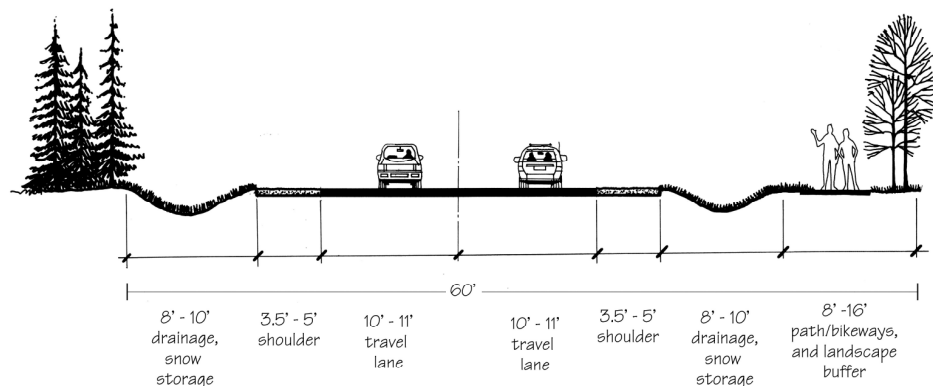 60'
8' - 10'
drainage,
snow
storage
3.5' - 5'
shoulder
10' - 11'
travel
lane
10' - 11'
travel
lane
3.5' - 5'
shoulder
8' - 10'
drainage,
snow
storage
8' -16'
path/bikeways,
and landscape
buffer